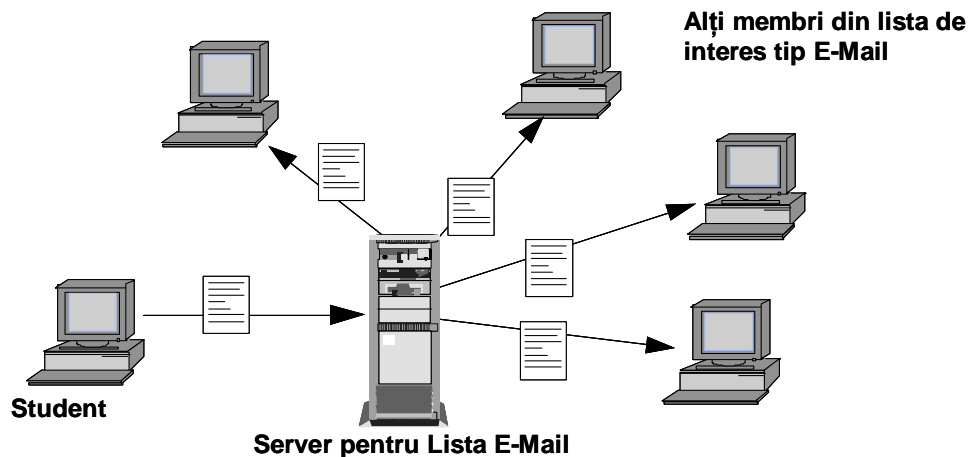 Alți membri din lista de
interes tip E-Mail
Student
Server pentru Lista E-Mail